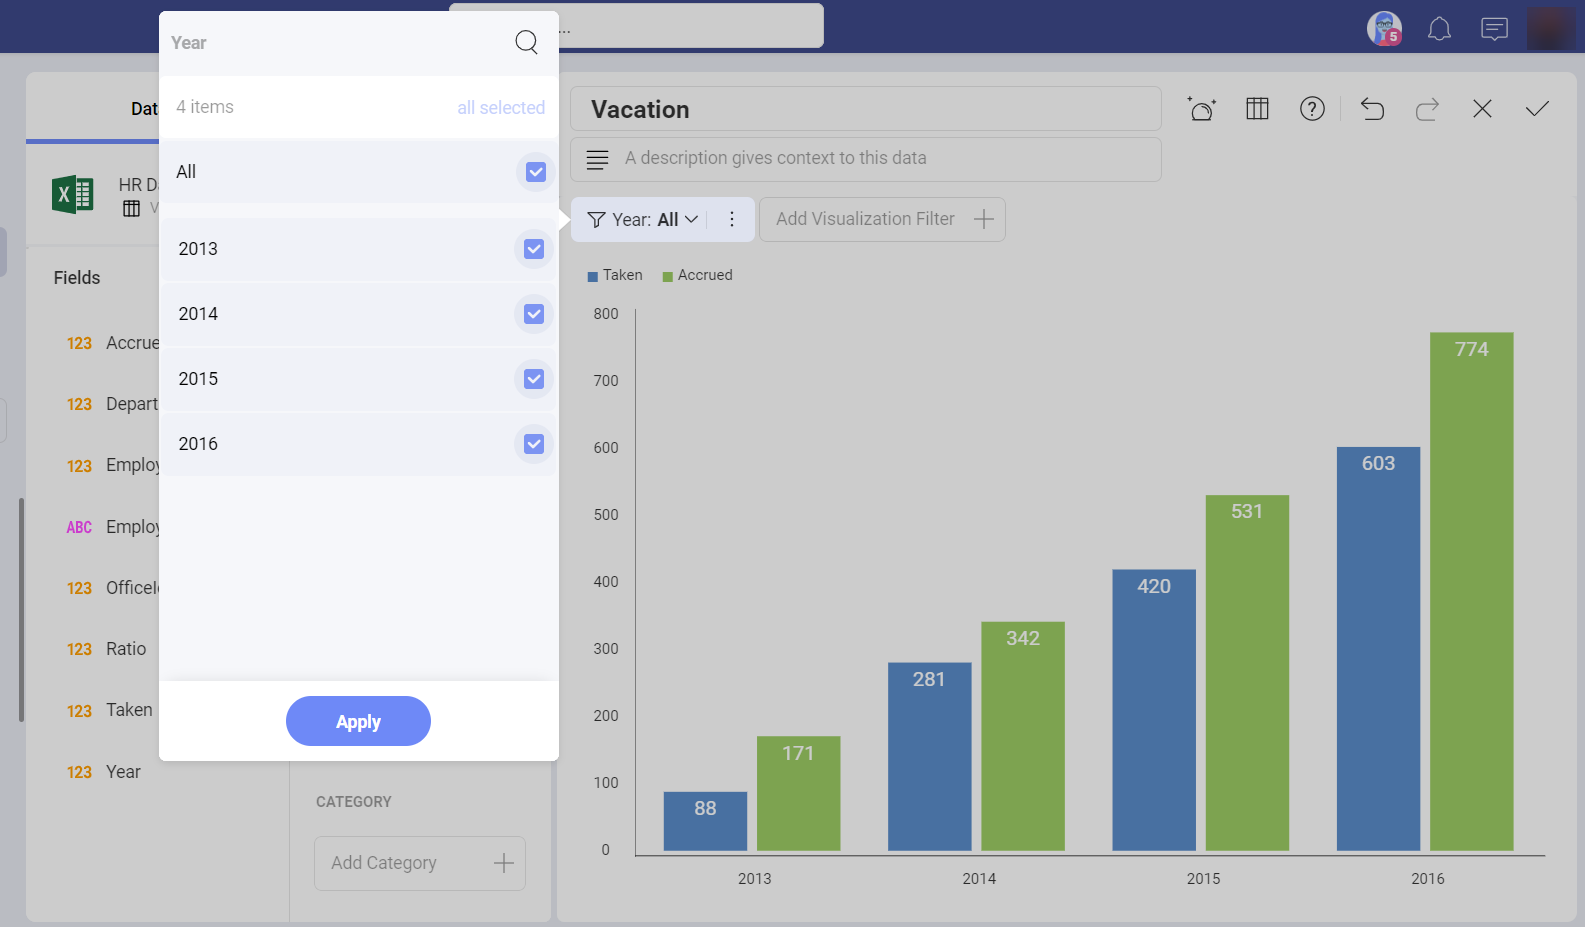 Year
...
5
4 items
all selected
All
2013
2014
2015
2016
Apply
HR D
Fields
123 Accrue
123 Depart
123 Employ
ABC Employ
123 Office
123 Ratio
123 Taken
123 Year
CATEGORY
Add Category
Vacation
?
A description gives context to this data
Year: All
Add Visualization Filter
Taken
Accrued
800
700
600
500
400
300
200
100
0
88
171
281
342
420
531
603
774
2013
2014
2015
2016